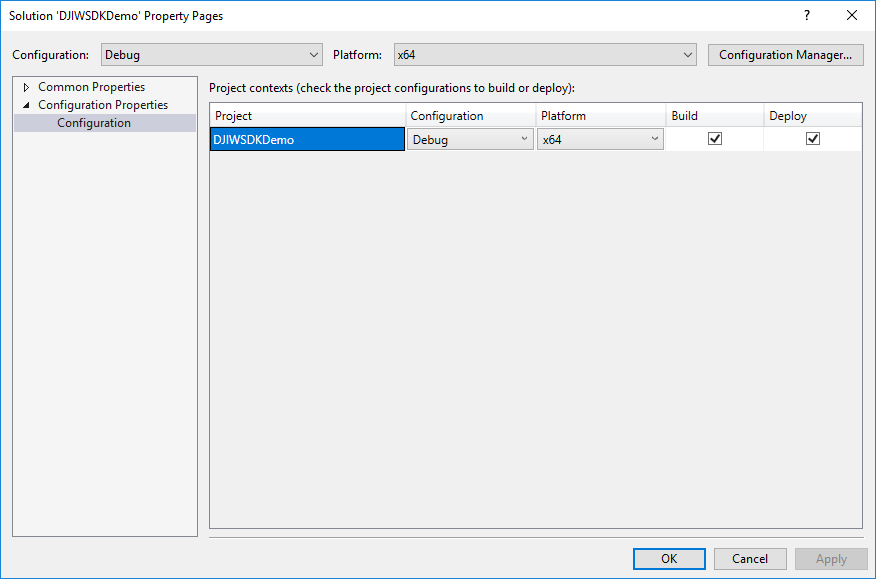 Solution 'DJIWSDKDemo' Property Pages
?
Configuration: Debug Platform: x64 Configuration Manager...
Common Properties
Configuration Properties
Configuration
Project contexts (check the project configurations to build or deploy):
Project Configuration Platform Build Deploy
DJIWSDKDemo Debug x64
OK Cancel Apply